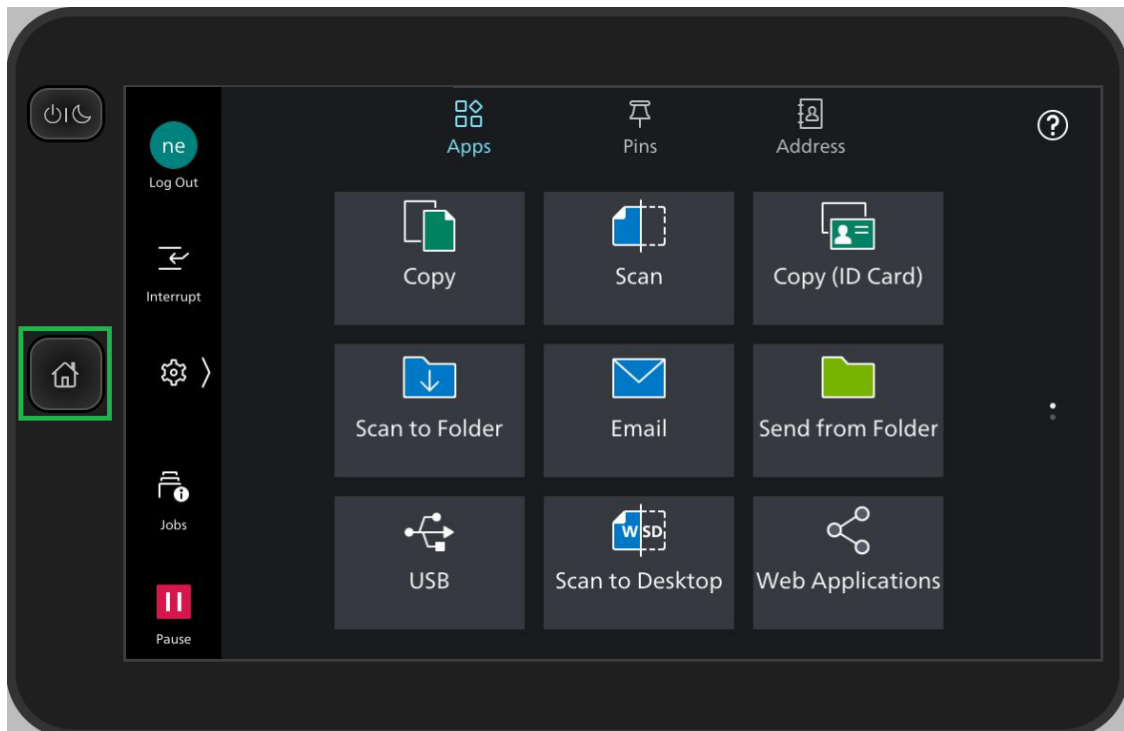 Apps
Pins
Address
?
ne
Log Out
Copy
Scan
Copy (ID Card)
Interrupt
Scan to Folder
Email
Send from Folder
Jobs
USB
W SD
Scan to Desktop
Web Applications
Pause